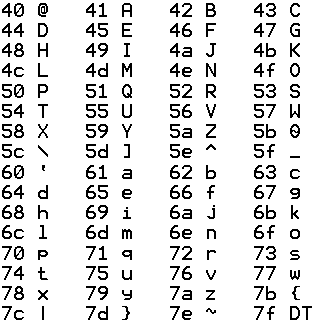 40 @ 41 A 42 B 43 C
44 D 45 E 46 F 47 G
48 H 49 I 4a J 4b K
4c L 4d M 4e N 4f O
50 P 51 Q 52 R 53 S
54 T 55 U 56 V 57 W
58 X 59 Y 5a Z 5b θ
5c \ 5d ] 5e ^ 5f _
60 ' 61 a 62 b 63 c
64 d 65 e 66 f 67 g
68 h 69 i 6a j 6b k
6c l 6d m 6e n 6f o
70 p 71 q 72 r 73 s
74 t 75 u 76 v 77 w
78 x 79 y 7a z 7b {
7c | 7d } 7e ~ 7f DT